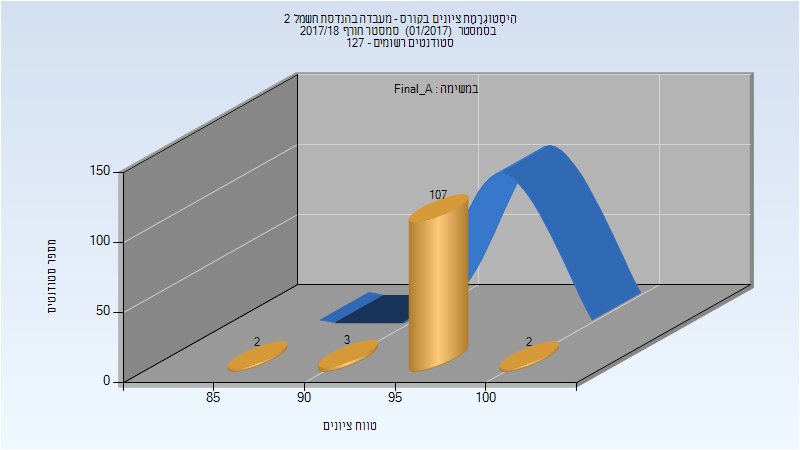 היסטוגרמת ציונים בקורס - מעבדה בהנדסת חשמל 2
בסמסטר (01/2017) סמסטר חורף 2017/18
סטודנטים רשומים - 127
במשימה : Final_A
150
100
50
0
מספר סטודנטים
2
3
107
2
85
90
95
100
טווח ציונים